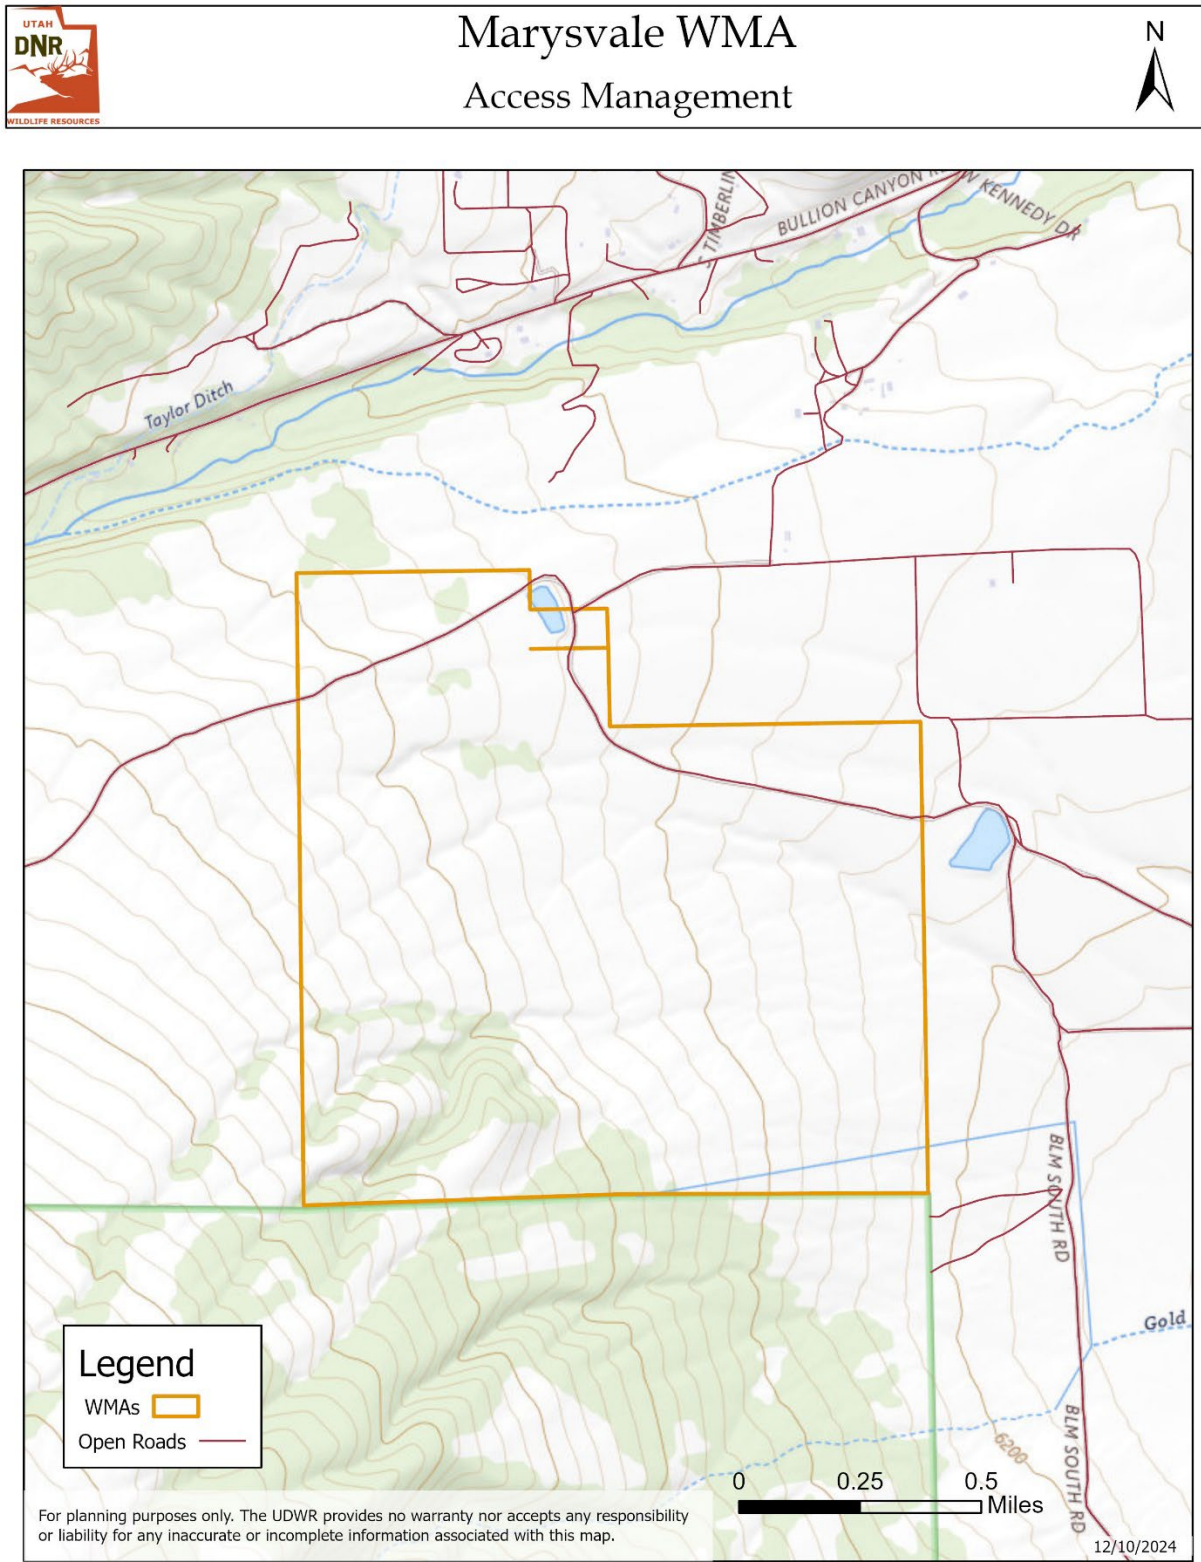 UTAH
DNR
WILDLIFE RESOURCES
Marysvale WMA
Access Management
N
BULLION CANYON
W KENNEDY DR
Taylor Ditch
BLM SOUTH RD
Gold
BLM SOUTH RD
6200
Legend
WMAs
Open Roads
0 0.25 0.5
Miles
For planning purposes only. The UDWR provides no warranty nor accepts any responsibility
or liability for any inaccurate or incomplete information associated with this map.
12/10/2024